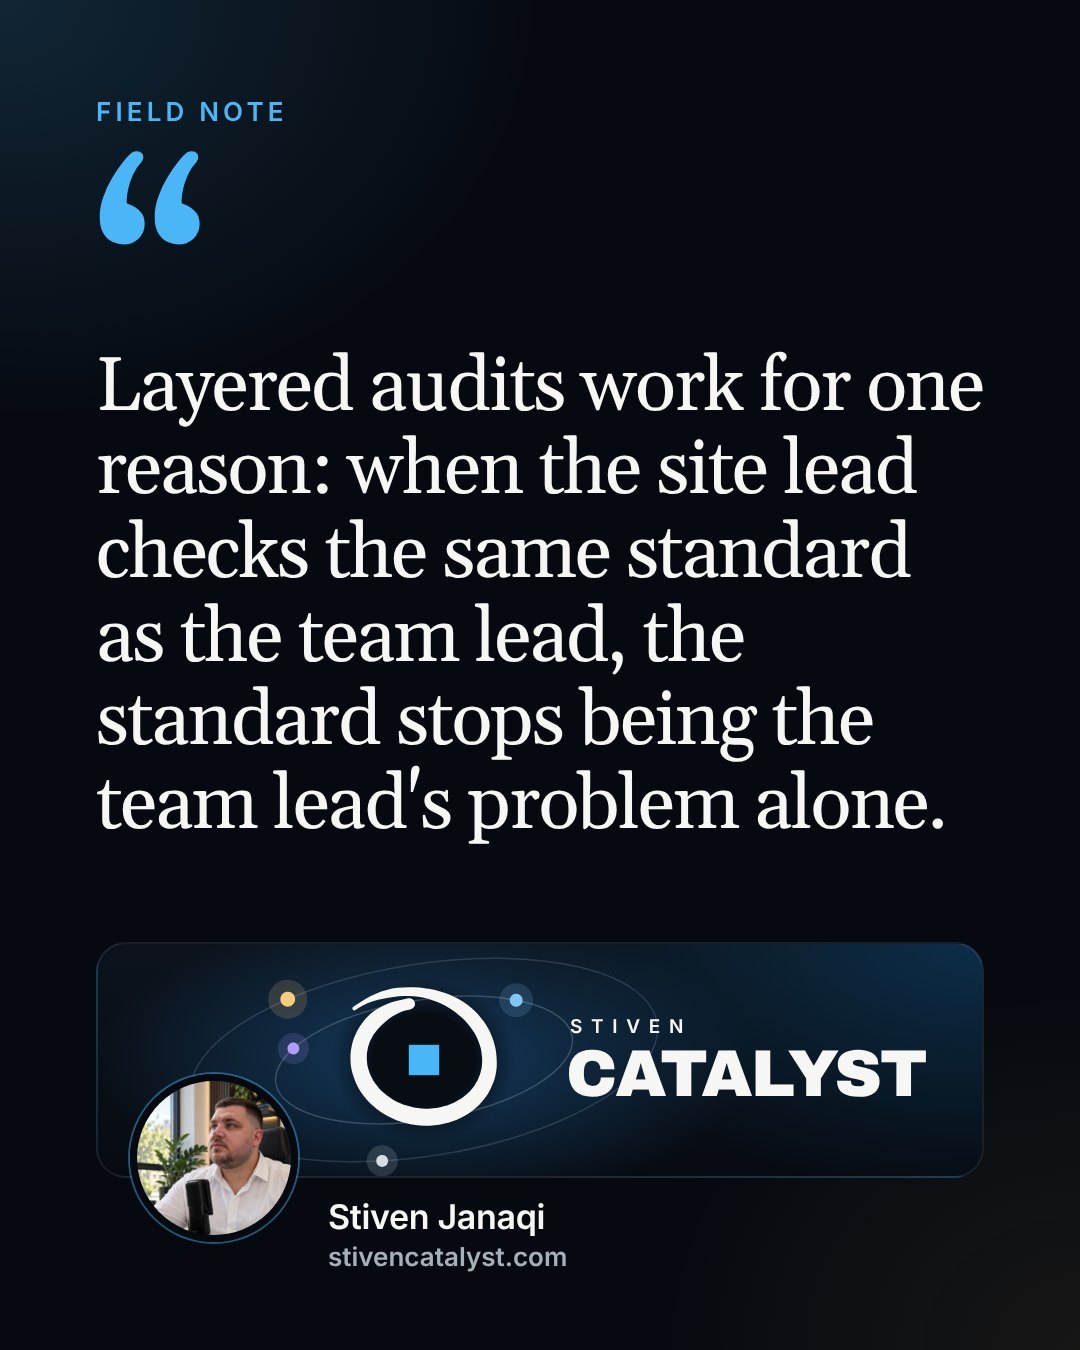 FIELD NOTE
“
Layered audits work for one
reason: when the site lead
checks the same standard
as the team lead, the
standard stops being the
team lead's problem alone.
STIVEN
CATALYST
Stiven Janaqi
stivencatalyst.com